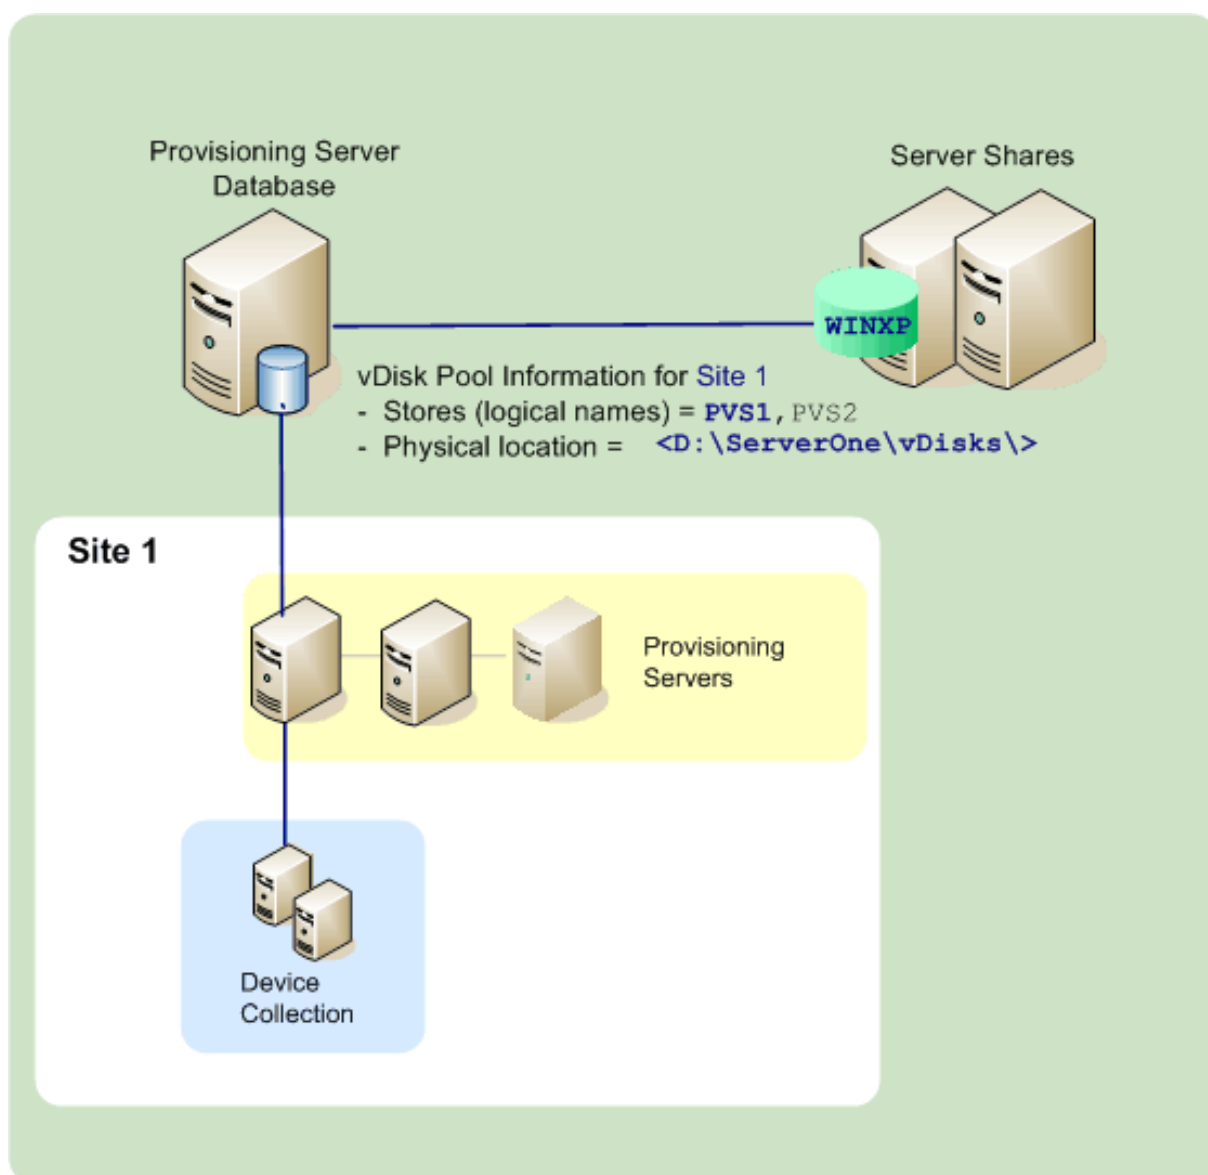 Provisioning Server
Database
Server Shares
WINXP
vDisk Pool Information for Site 1
- Stores (logical names) = PVS1, PVS2
- Physical location = <D:\ServerOne\vDisks\>
Site 1
Provisioning
Servers
Device
Collection